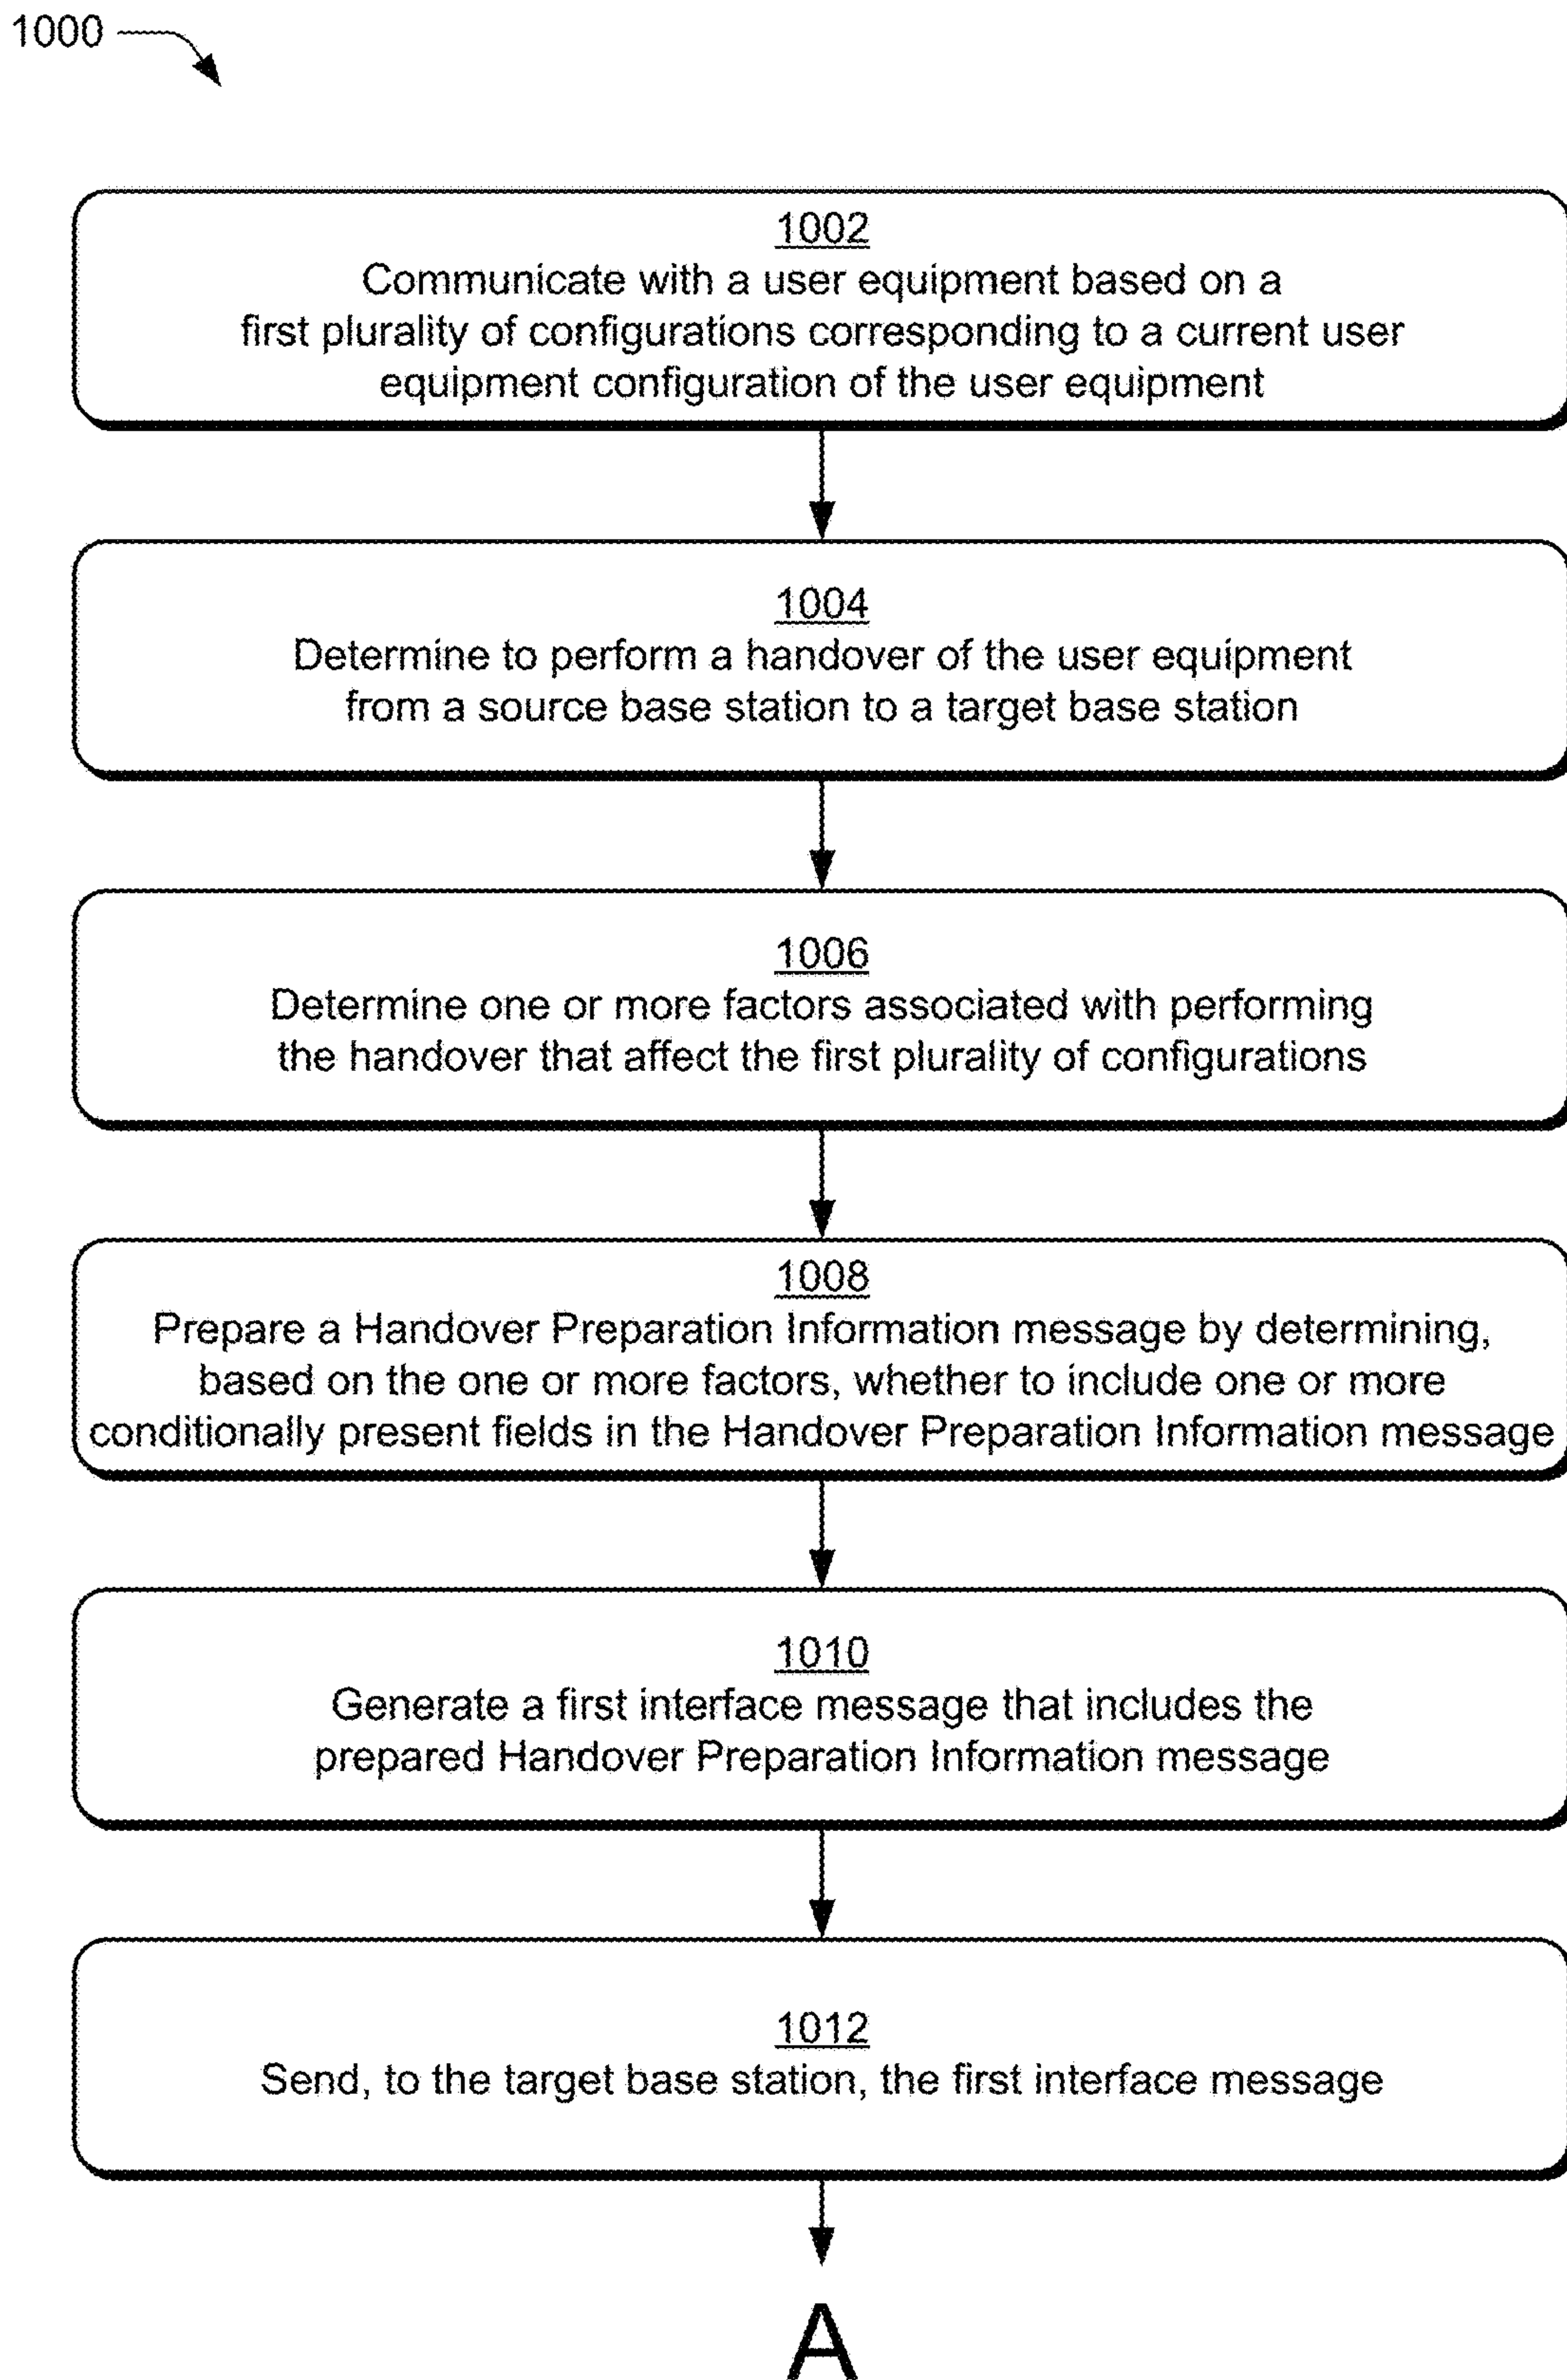 1000
1002
Communicate with a user equipment based on a
first plurality of configurations corresponding to a current user
equipment configuration of the user equipment
1004
Determine to perform a handover of the user equipment
from a source base station to a target base station
1006
Determine one or more factors associated with performing
the handover that affect the first plurality of configurations
1008
Prepare a Handover Preparation Information message by determining,
based on the one or more factors, whether to include one or more
conditionally present fields in the Handover Preparation Information message
1010
Generate a first interface message that includes the
prepared Handover Preparation Information message
1012
Send, to the target base station, the first interface message
A